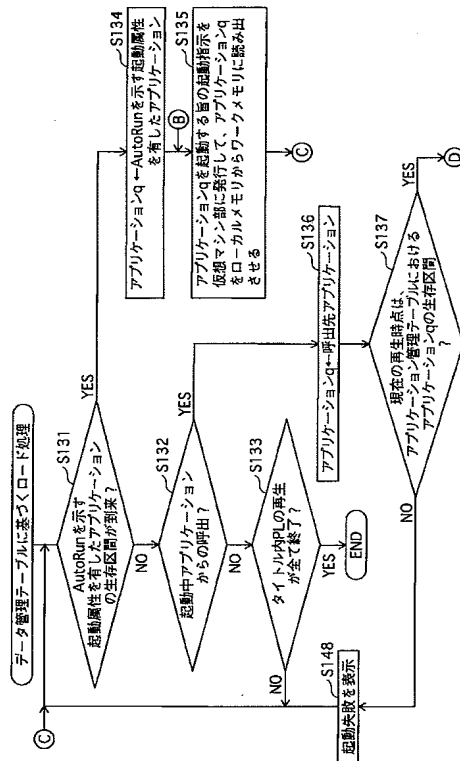 データ管理テーブルに基づくロード処理
C
S131
AutoRunを示す
起動属性を有したアプリケーション
の生存区間が到来?
YES
NO
S134
アプリケーションq ←AutoRunを示す起動属性
を有したアプリケーション
B
S135
アプリケーションqを起動する旨の起動指示を
仮想マシン部に発行して、アプリケーションq
をローカルメモリからワークメモリに読み出
させる
C
S132
起動中アプリケーション
からの呼出?
YES
NO
S133
タイトル内PLの再生
が全て終了?
NO
YES
END
S136
アプリケーションq←呼出先アプリケーション
S137
現在の再生時点は、
アプリケーション管理テーブルにおける
アプリケーションqの生存区間
?
YES
D
NO
S148
起動失敗を表示